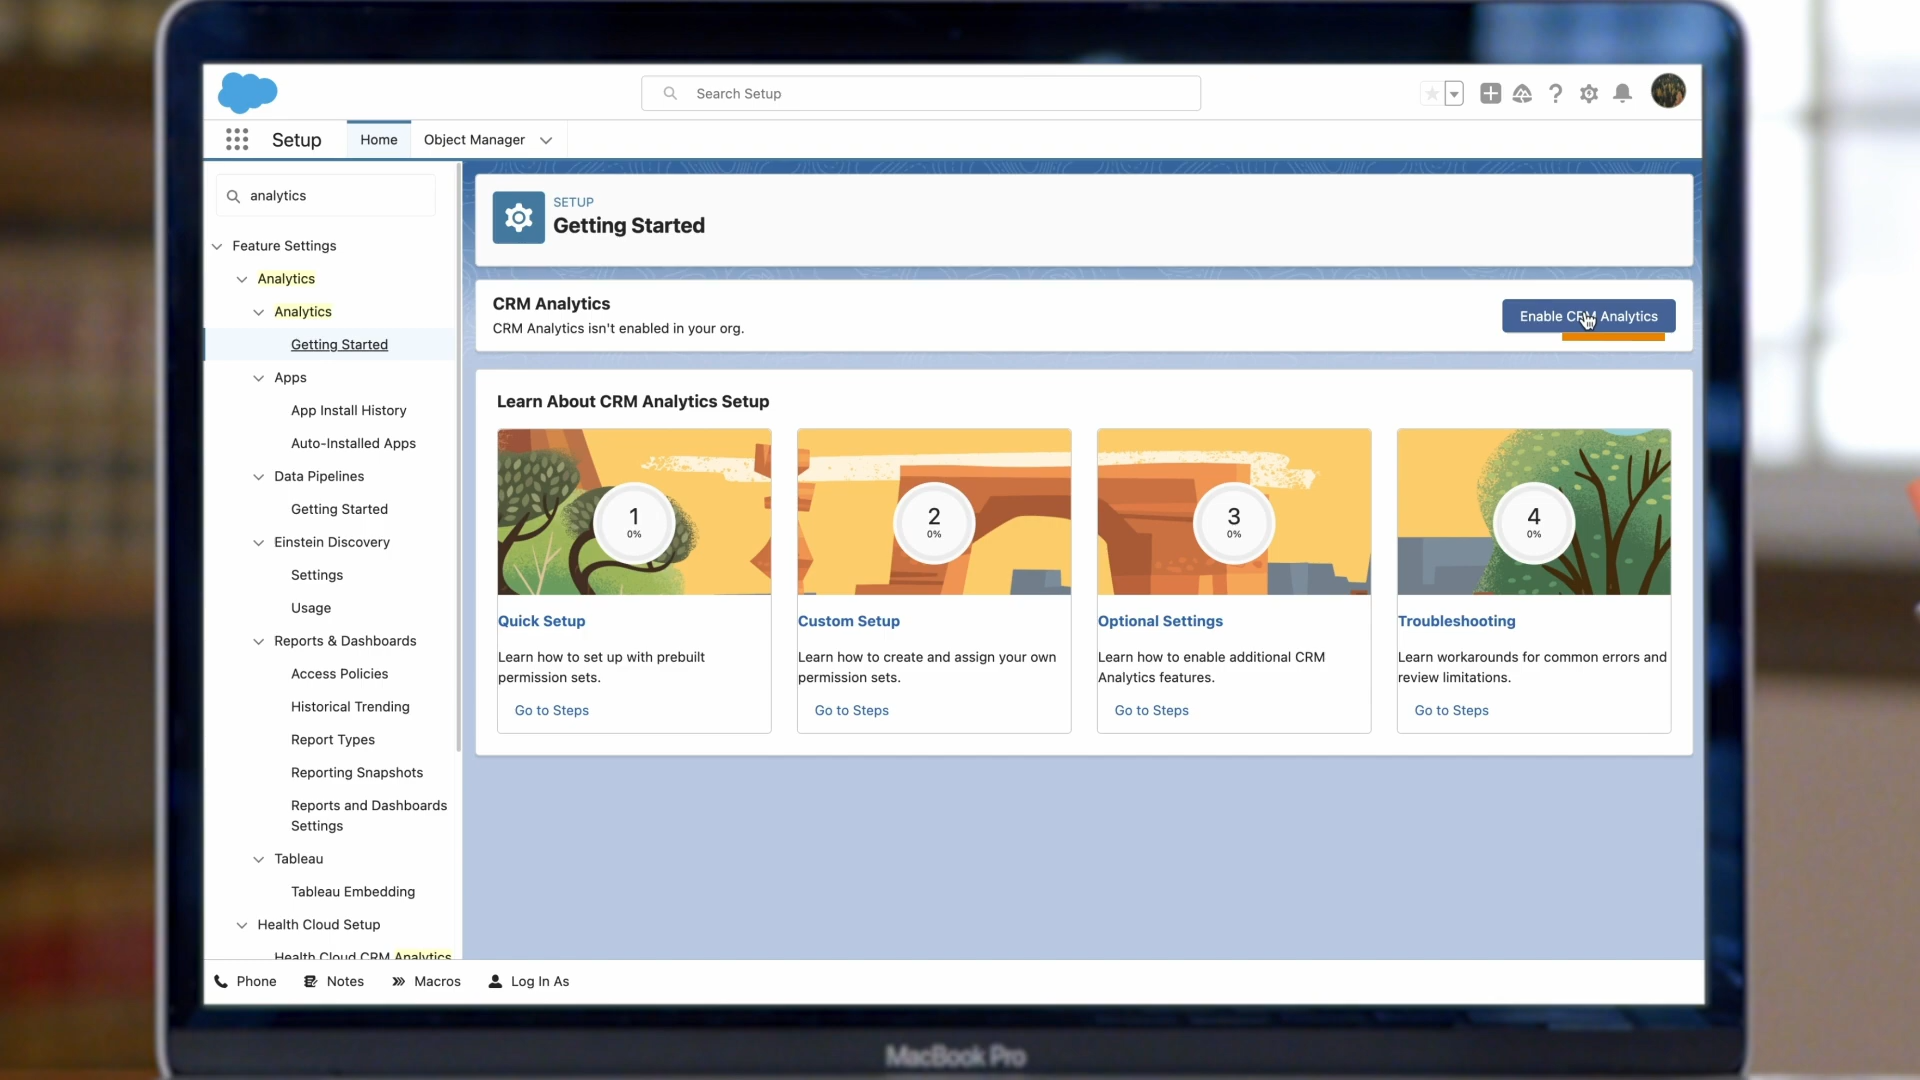 Search Setup
Setup
Home
Object Manager
analytics
Feature Settings
Analytics
Analytics
Getting Started
Apps
App Install History
Auto-Installed Apps
Data Pipelines
Getting Started
Einstein Discovery
Settings
Usage
Reports & Dashboards
Access Policies
Historical Trending
Report Types
Reporting Snapshots
Reports and Dashboards
Settings
Tableau
Tableau Embedding
Health Cloud Setup
Health Cloud CRM Analytics
SETUP
Getting Started
CRM Analytics
CRM Analytics isn't enabled in your org.
Enable CRM Analytics
Learn About CRM Analytics Setup
1
0%
Quick Setup
Learn how to set up with prebuilt
permission sets.
Go to Steps
2
0%
Custom Setup
Learn how to create and assign your own
permission sets.
Go to Steps
3
0%
Optional Settings
Learn how to enable additional CRM
Analytics features.
Go to Steps
4
0%
Troubleshooting
Learn workarounds for common errors and
review limitations.
Go to Steps
Phone
Notes
Macros
Log In As
MacBook Pro